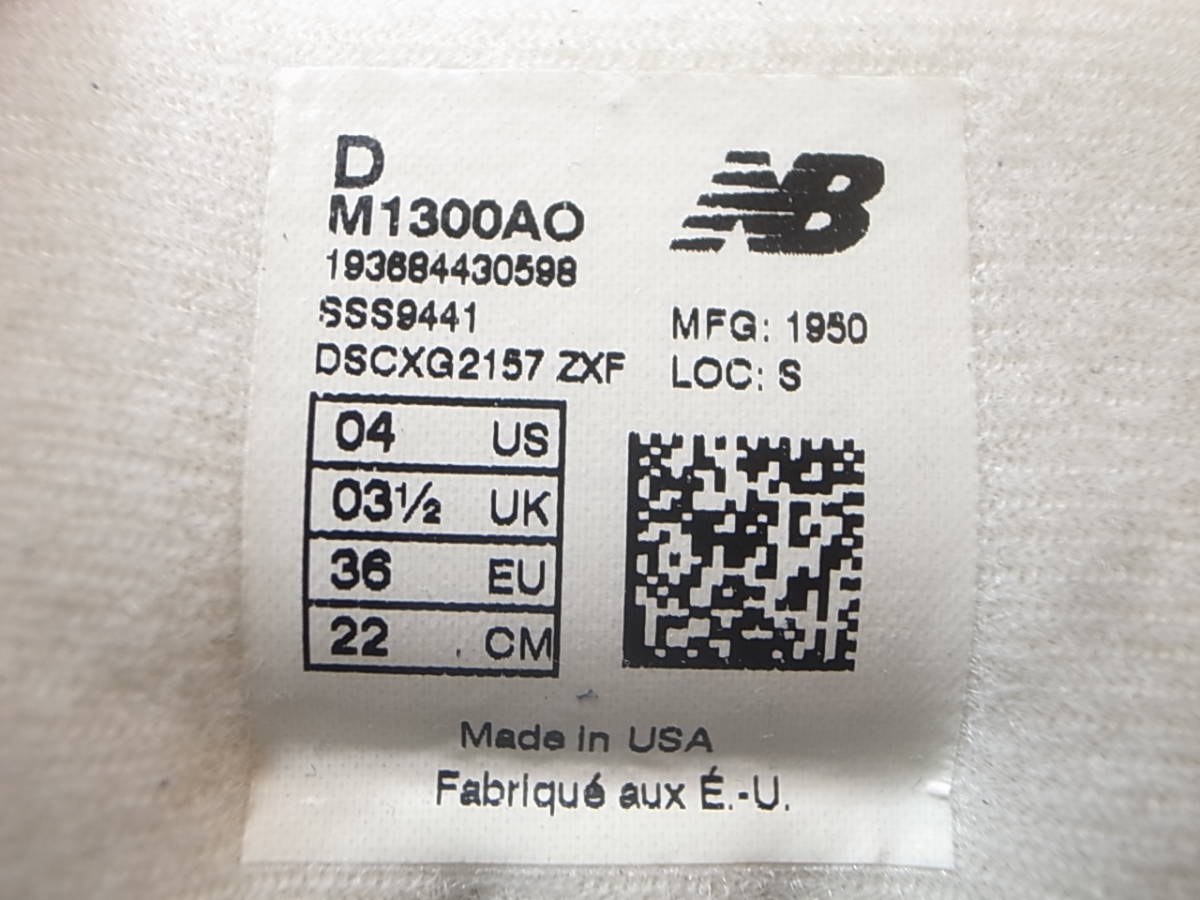 D
M1300AO
193684430598
SSS9441
DSCXG2157 ZXF
NB
MFG: 1950
LOC: S
04 US
03½ UK
36 EU
22 CM
Made in USA
Fabriqué aux É.-U.